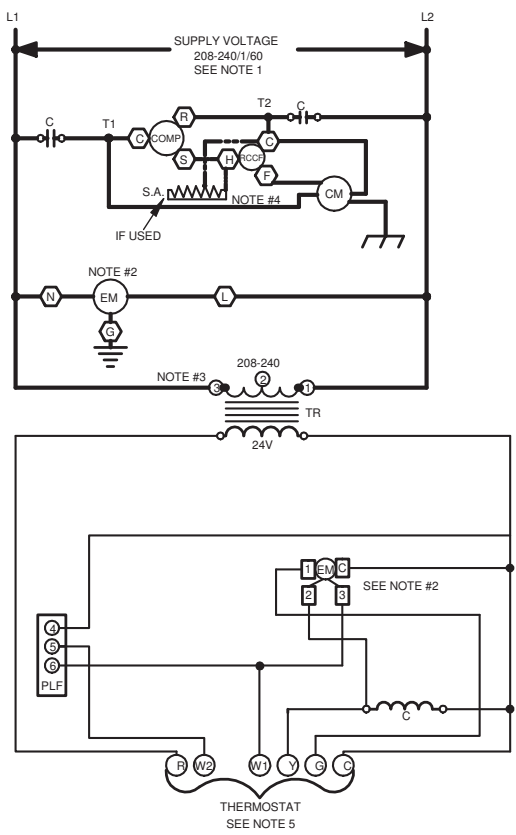 L1 L2
SUPPLY VOLTAGE
208-240/1/60
SEE NOTE 1
C T1 C COMP R T2 C
S H RCCF C
F
S.A. NOTE #4 CM
IF USED
NOTE #2
N EM L
G
208-240
NOTE #3 3 2 1
TR
24V
1 EM C
SEE NOTE #2
2 3
4
5
6
PLF
C
R W2 W1 Y G C
THERMOSTAT
SEE NOTE 5